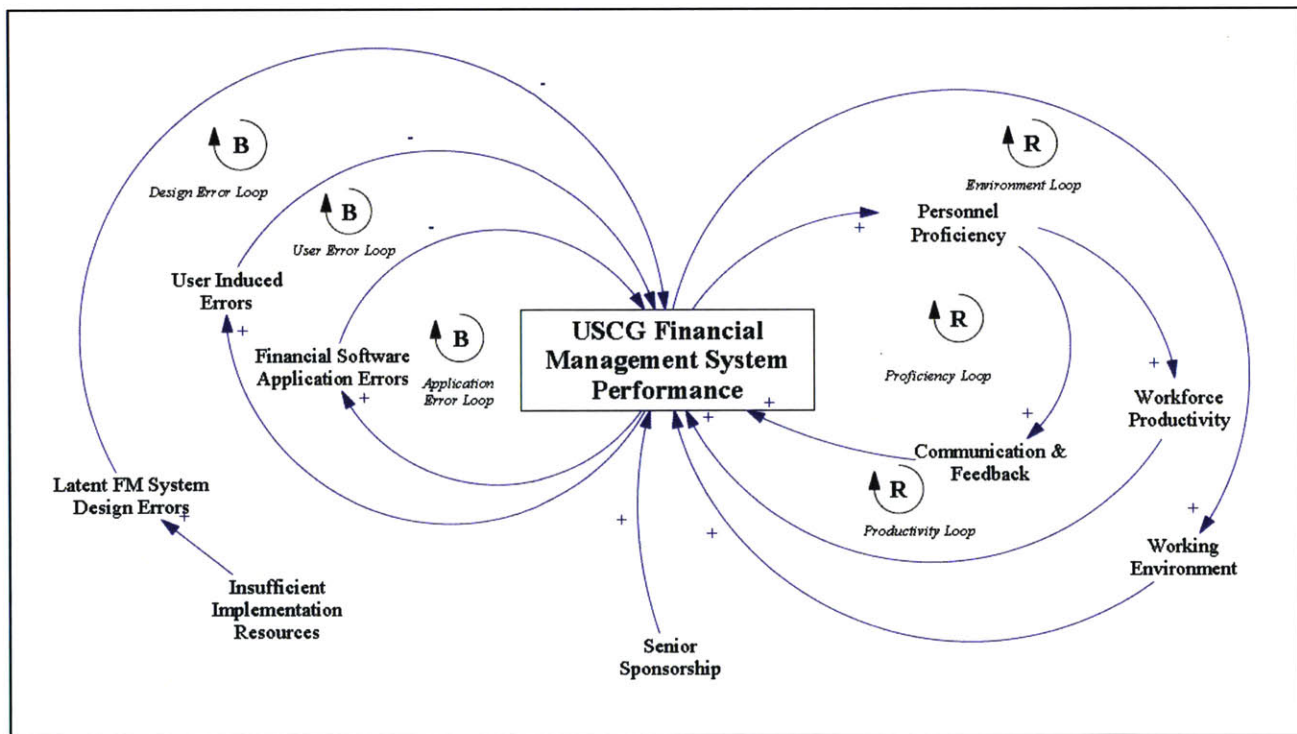 -
B
Design Error Loop
-
B
User Error Loop
-
R
Environment Loop
Personnel
Proficiency
+
User Induced
Errors
+
Financial Software
Application Errors
+
B
Application
Error Loop
USCG Financial
Management System
Performance
R
Proficiency Loop
+
Workforce
Productivity
+
+
+
Communication &
Feedback
R
Productivity Loop
Latent FM System
Design Errors
+
Insufficient
Implementation
Resources
+
+
Senior
Sponsorship
+
Working
Environment